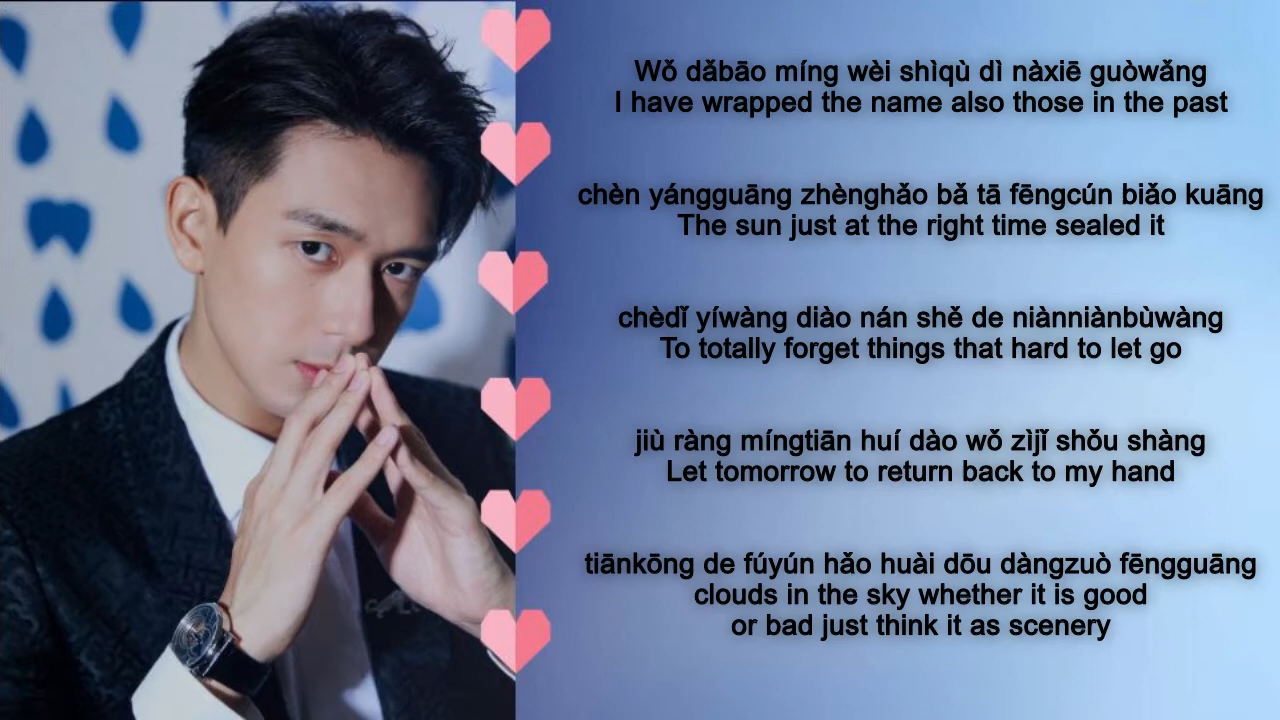 Wǒ dǎbāo míng wèi shìqù dì nàxiē guòwǎng
I have wrapped the name also those in the past
chèn yángguāng zhènghǎo bǎ tā fēngcún biǎo kuāng
The sun just at the right time sealed it
chèdǐ yíwàng diào nán shě de niànniànbùwàng
To totally forget things that hard to let go
jiù ràng míngtiān huí dào wǒ zìjǐ shǒu shàng
Let tomorrow to return back to my hand
tiānkōng de fúyún hǎo huài dōu dàngzuò fēngguāng
clouds in the sky whether it is good
or bad just think it as scenery